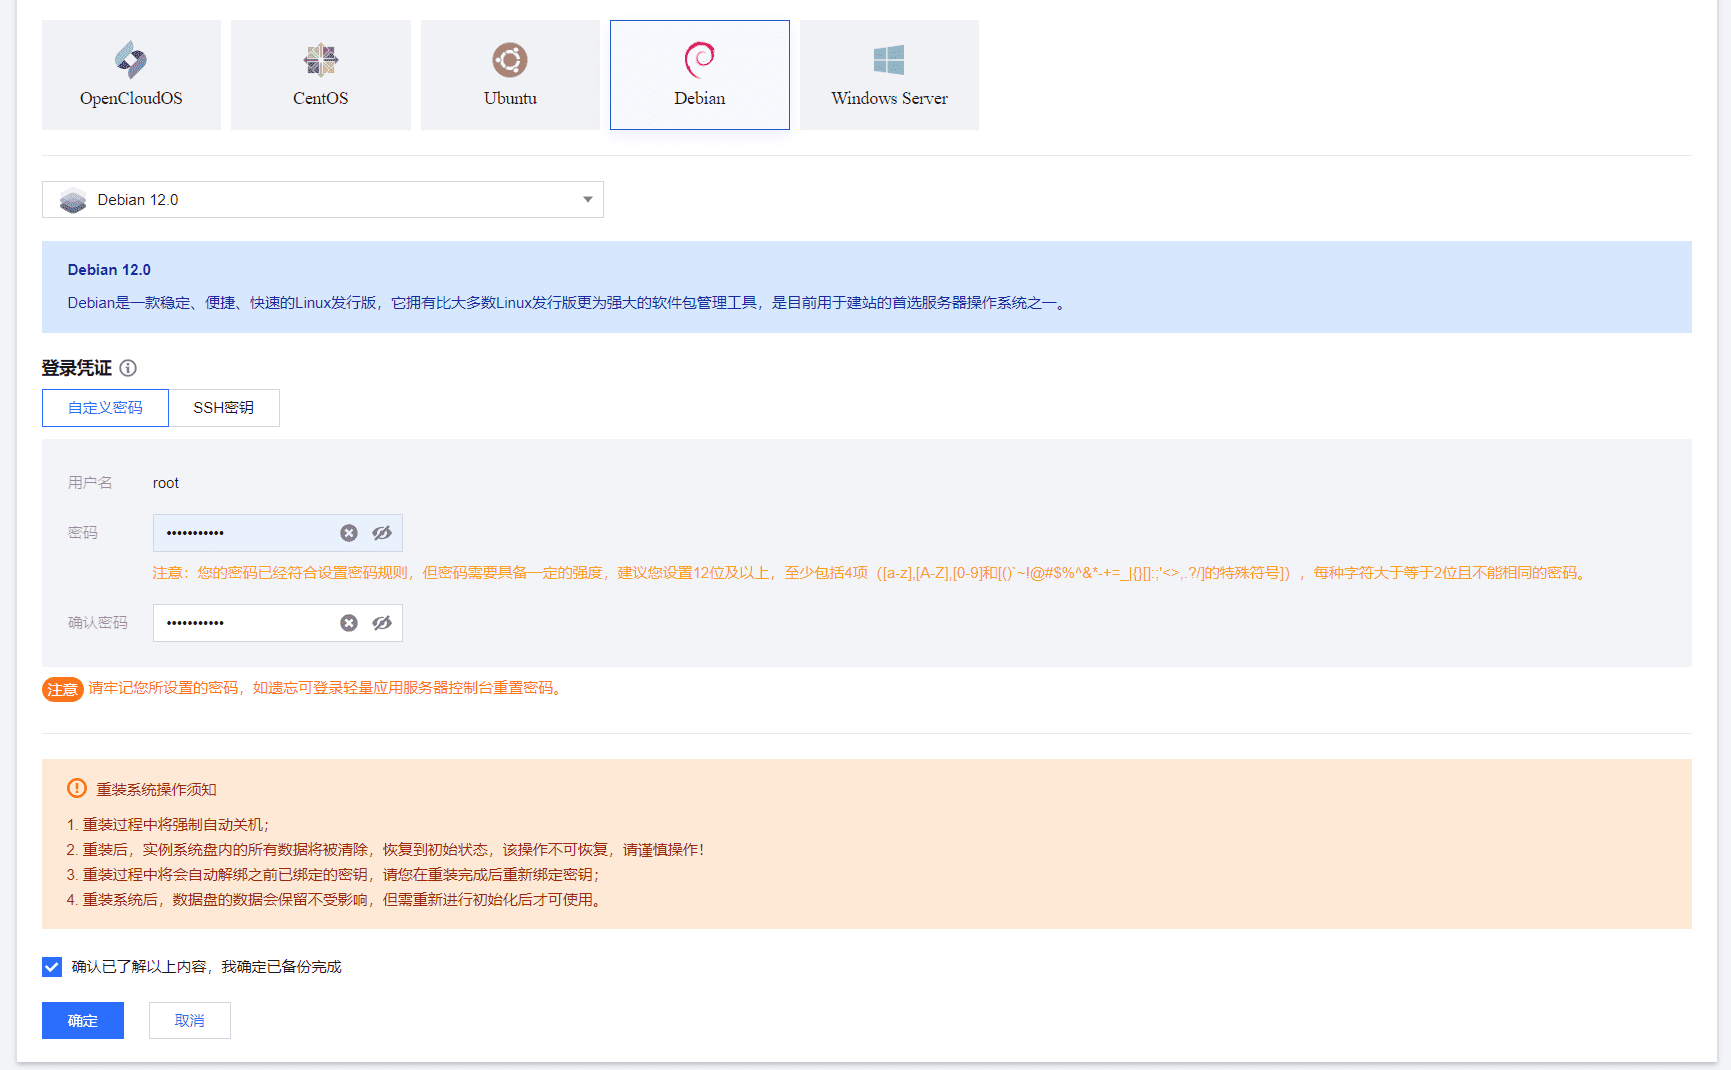 OpenCloudOS
CentOS
Ubuntu
Debian
Windows Server
Debian 12.0
Debian 12.0
Debian是一款稳定、便捷、快速的Linux发行版，它拥有比大多数Linux发行版更为强大的软件包管理工具，是目前用于建站的首选服务器操作系统之一。
登录凭证
自定义密码
SSH密钥
用户名 root
密码 •••••••••••
注意：您的密码已经符合设置密码规则，但密码需要具备一定的强度，建议您设置12位及以上，至少包括4项（[a-z],[A-Z],[0-9]和[()`~!@#$%^&*-+=_|{}[]:;'<>,.?/]的特殊符号]），每种字符大于等于2位且不能相同的密码。
确认密码 •••••••••••
注意 请牢记您所设置的密码，如遗忘可登录轻量应用服务器控制台重置密码。
重装系统操作须知
1. 重装过程中将强制自动关机；
2. 重装后，实例系统盘内的所有数据将被清除，恢复到初始状态，该操作不可恢复，请谨慎操作！
3. 重装过程中将会自动解绑之前已绑定的密钥，请您在重装完成后重新绑定密钥；
4. 重装系统后，数据盘的数据会保留不受影响，但需重新进行初始化后才可使用。
确认已了解以上内容，我确定已备份完成
确定
取消